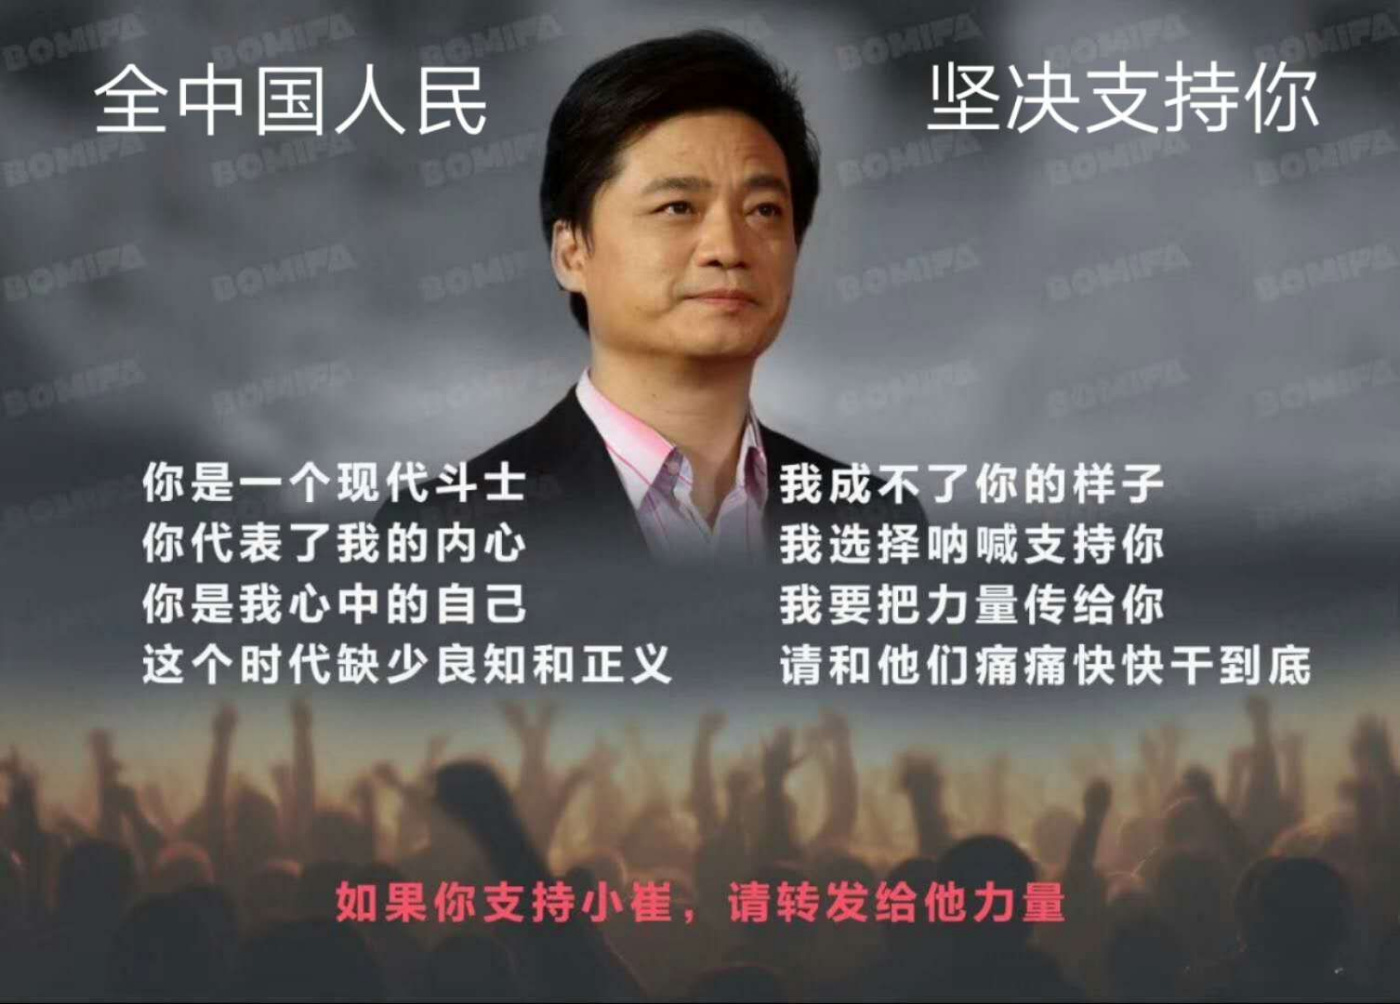 全中国人民
坚决支持你
你是一个现代斗士
你代表了我的内心
你是我心中的自己
这个时代缺少良知和正义
我成不了你的样子
我选择呐喊支持你
我要把力量传给你
请和他们痛痛快快干到底
如果你支持小崔，请转发给他力量
BOMIFA